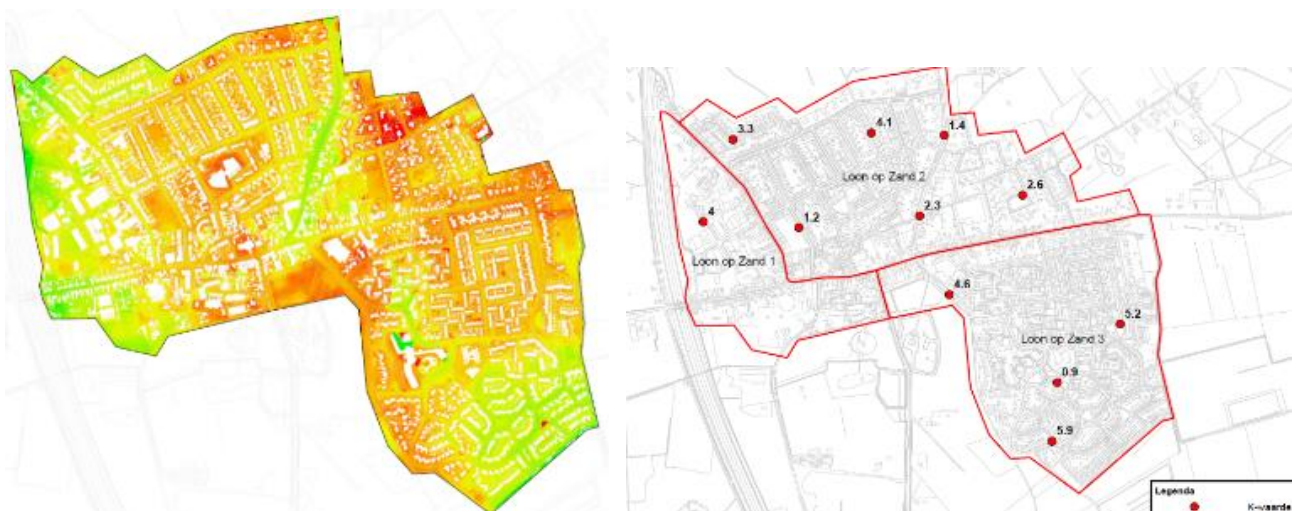 3.3
4.1
1.4
Loon op Zand 2
2.6
4
1.2
2.3
Loon op Zand 1
4.6
5.2
Loon op Zand 3
0.9
5.9
Legenda
K-waarde